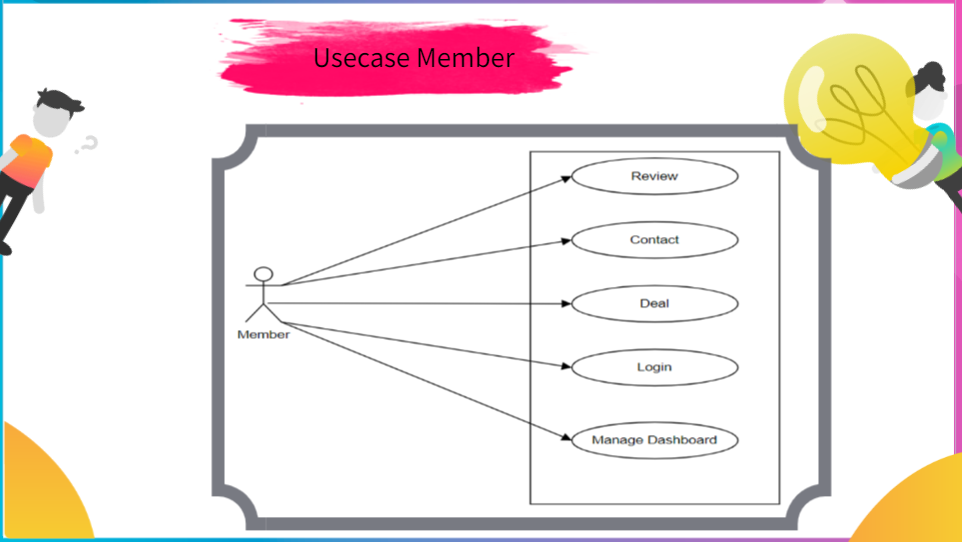 Usecase Member
Review
Contact
Deal
Member
Login
Manage Dashboard